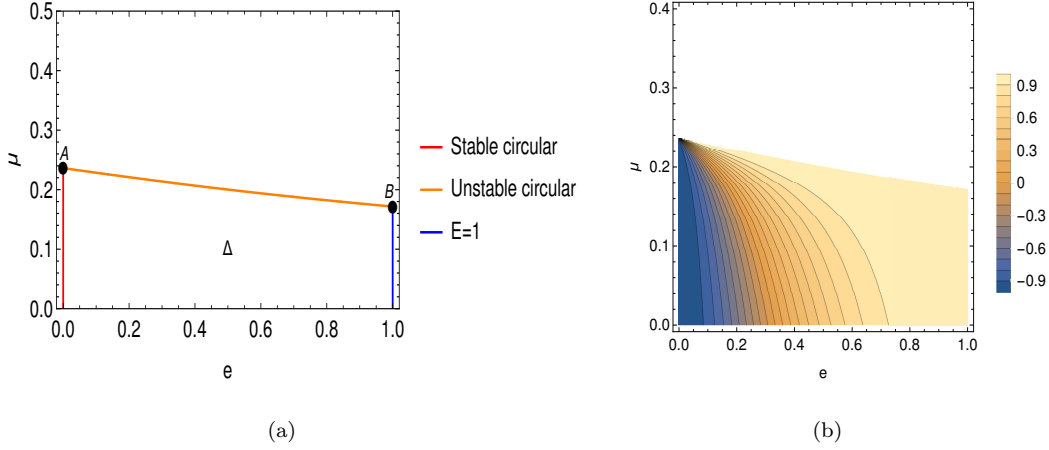 0.5
0.4
0.3
0.2
0.1
0.0
μ
A
B
Δ
0.0 0.2 0.4 0.6 0.8 1.0
e
Stable circular
Unstable circular
E=1
(a)
0.4
0.2
0.1
0.0
μ
0.0 0.2 0.4 0.6 0.8 1.0
e
0.9
0.6
0.3
0
-0.3
-0.6
-0.9
(b)